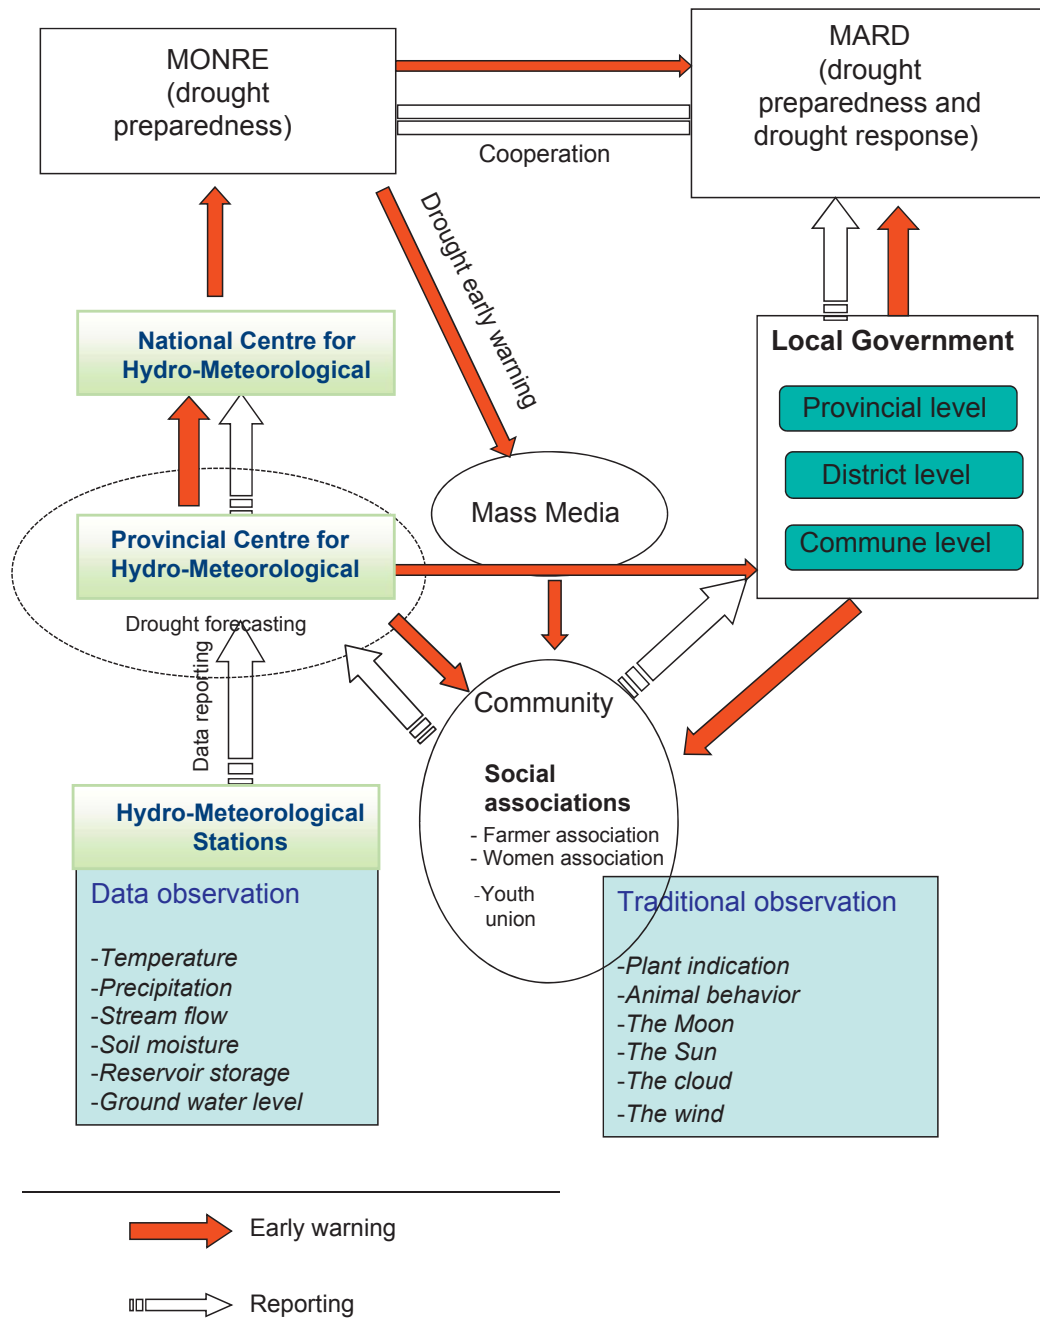 MONRE
(drought
preparedness)
MARD
(drought
preparedness and
drought response)
Cooperation
Drought early warning
National Centre for
Hydro-Meteorological
Local Government
Provincial level
District level
Commune level
Mass Media
Provincial Centre for
Hydro-Meteorological
Drought forecasting
Data reporting
Community
Social
associations
- Farmer association
- Women association
-Youth
union
Hydro-Meteorological
Stations
Data observation
-Temperature
-Precipitation
-Stream flow
-Soil moisture
-Reservoir storage
-Ground water level
Traditional observation
-Plant indication
-Animal behavior
-The Moon
-The Sun
-The cloud
-The wind
Early warning
Reporting